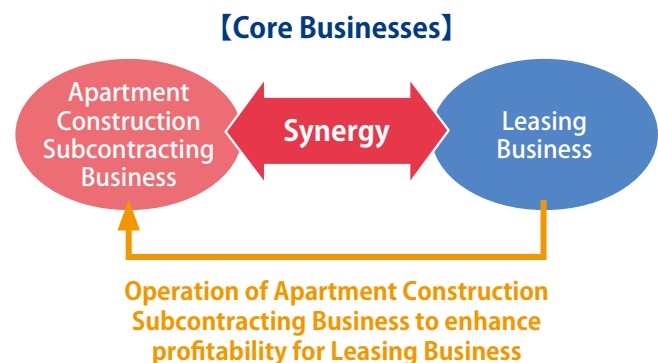 【Core Businesses】
Apartment
Construction
Subcontracting
Business
Synergy
Leasing
Business
Operation of Apartment Construction
Subcontracting Business to enhance
profitability for Leasing Business